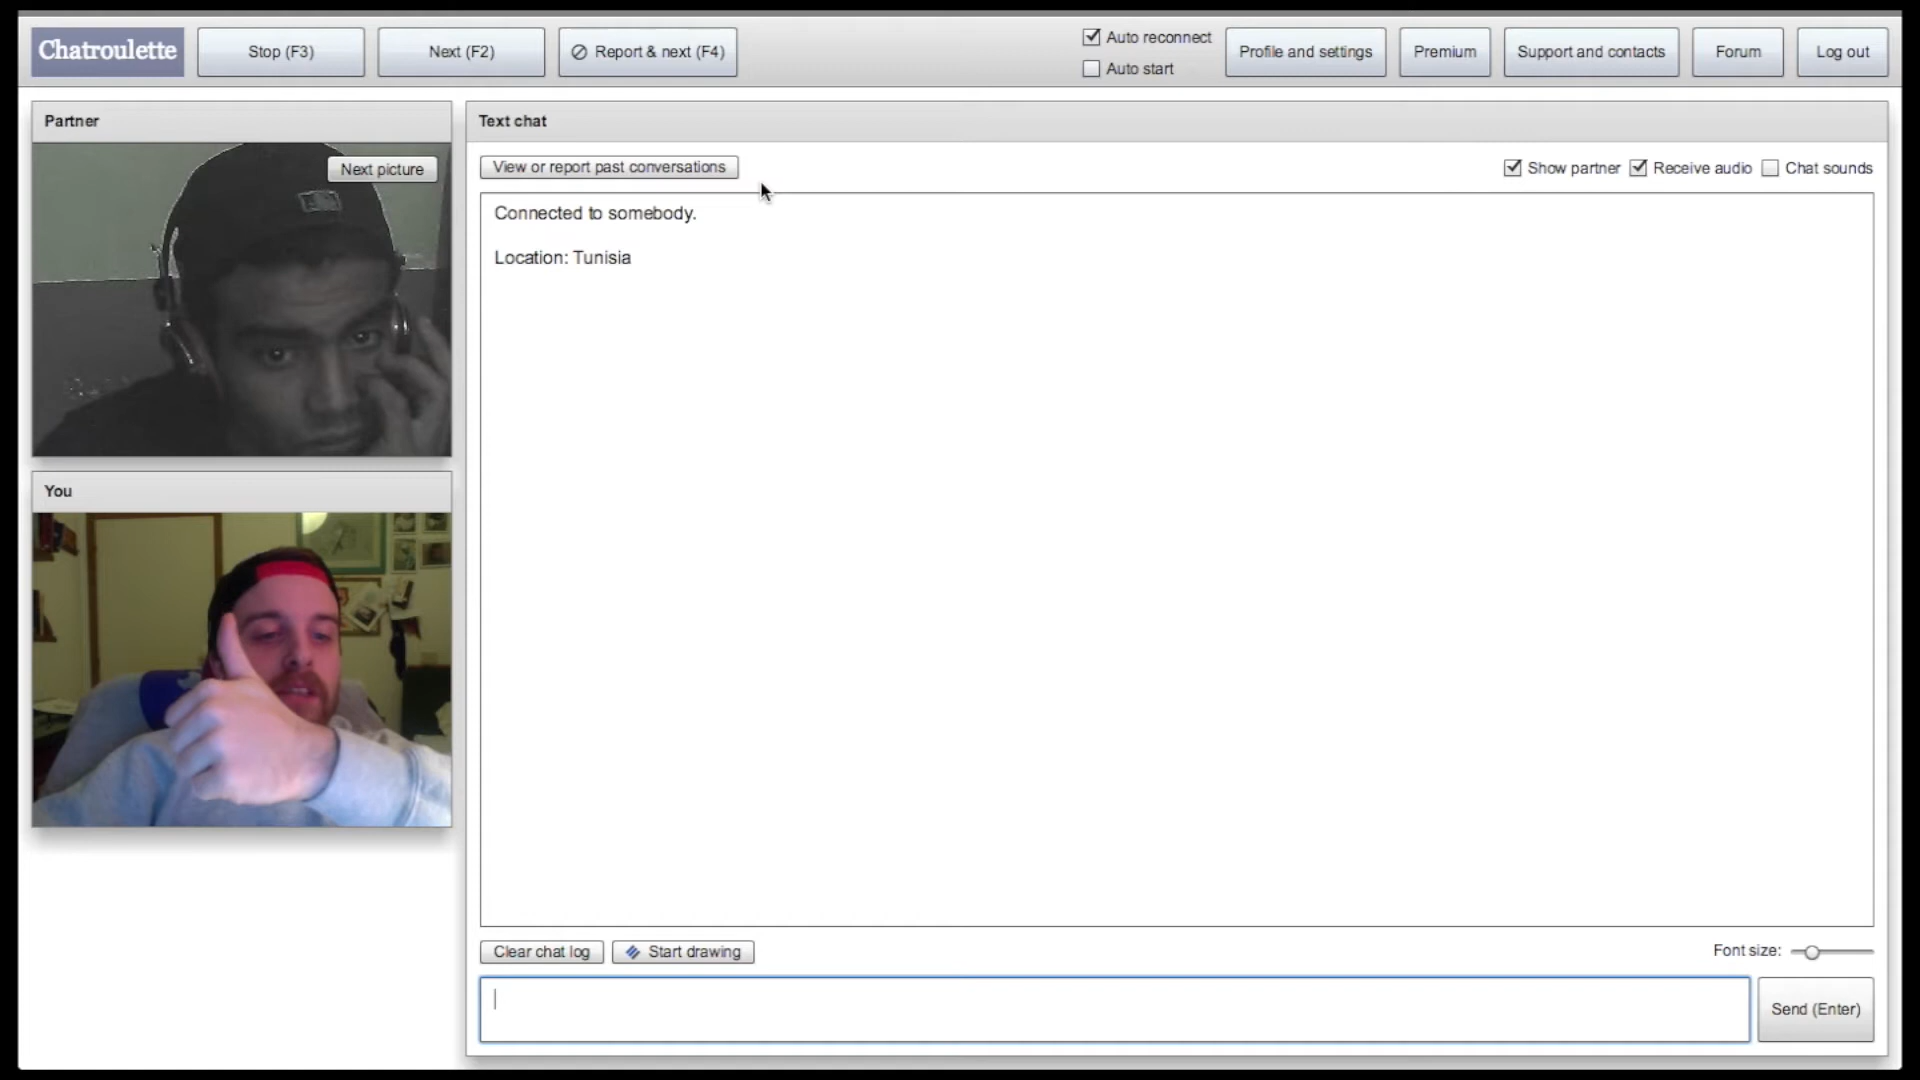 Chatroulette
Stop (F3)
Next (F2)
Report & next (F4)
Auto reconnect
Auto start
Profile and settings
Premium
Support and contacts
Forum
Log out
Partner
Next picture
You
Text chat
View or report past conversations
Show partner
Receive audio
Chat sounds
Connected to somebody.
Location: Tunisia
Clear chat log
Start drawing
Font size:
Send (Enter)